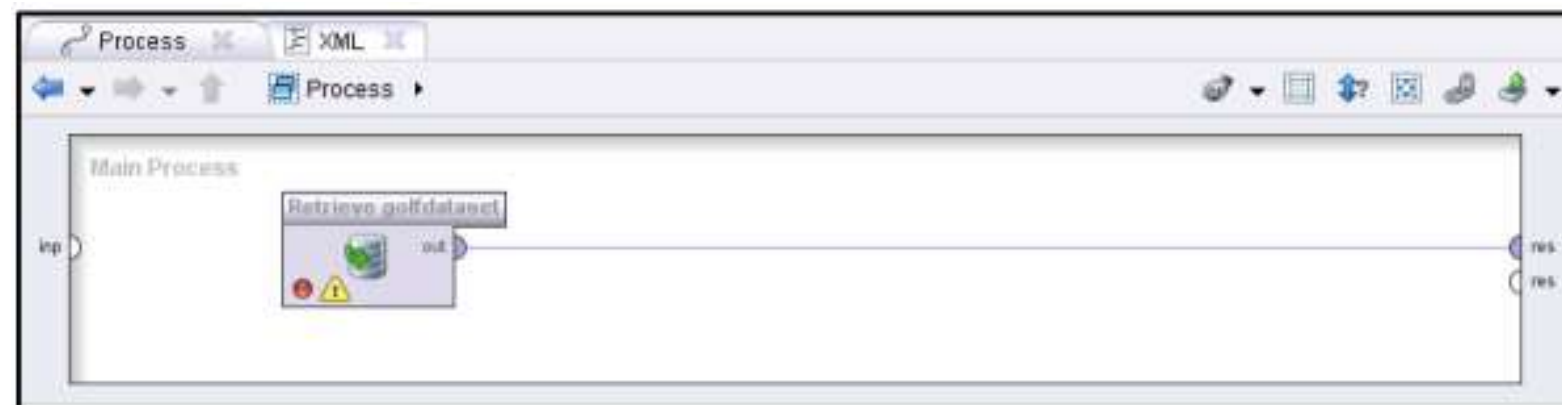 Process XML
Process
Main Process
Retrieve golfdataset
inp out res
res